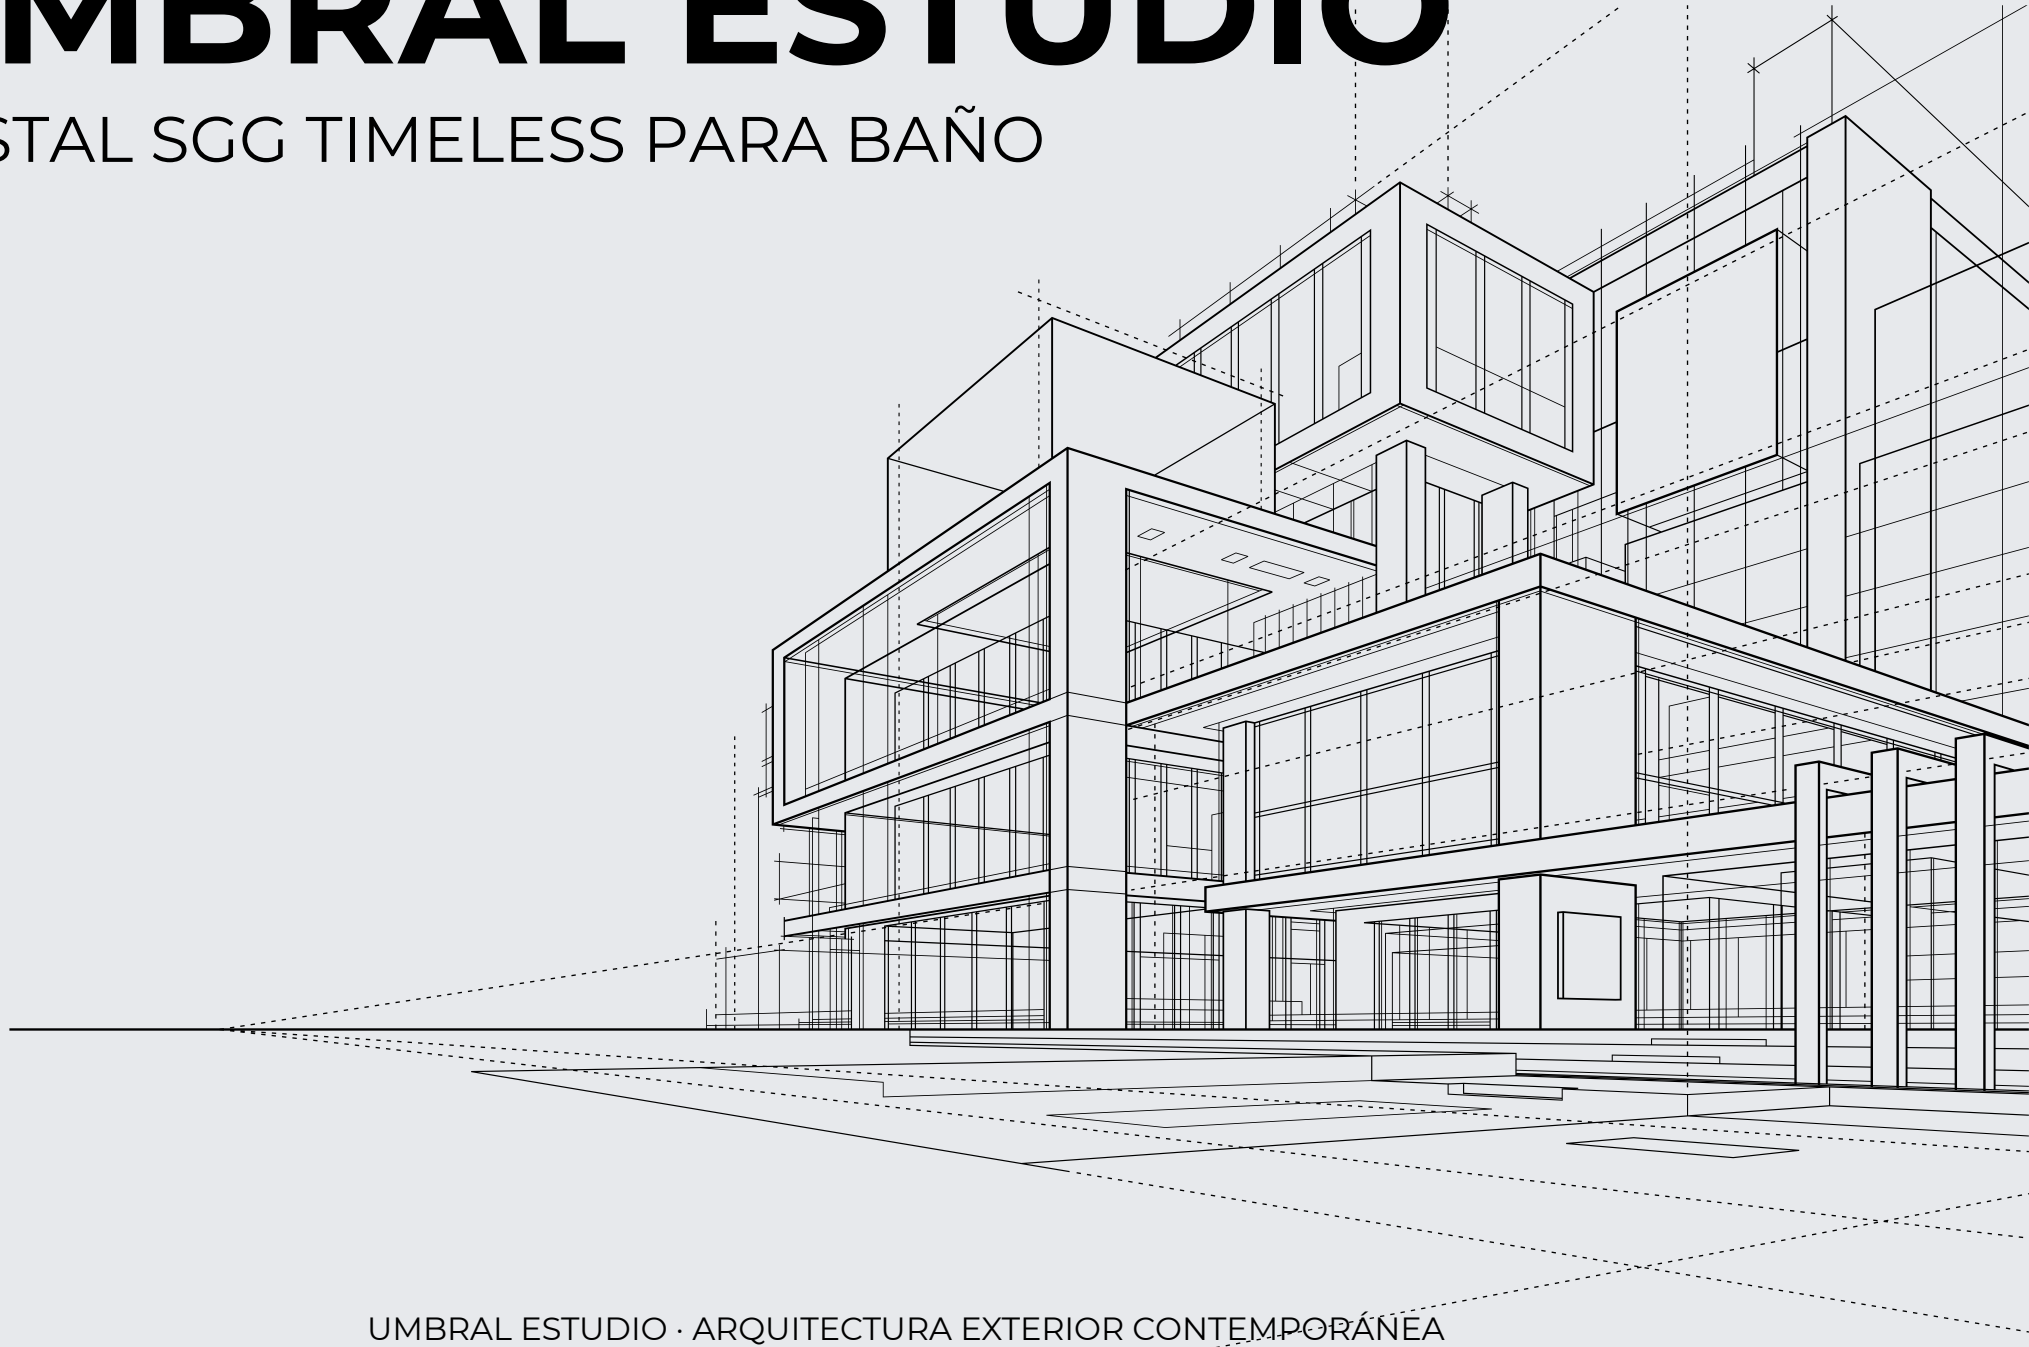 MBRAL ESTUDIO
STAL SGG TIMELESS PARA BAÑO
UMBRAL ESTUDIO · ARQUITECTURA EXTERIOR CONTEMPORÁNEA